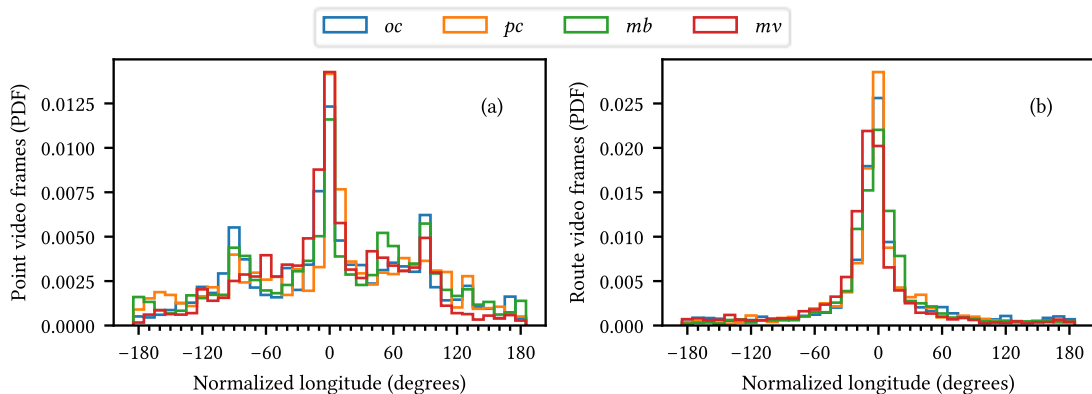 oc pc mb mv
Point video frames (PDF)
0.0125
0.0100
0.0075
0.0050
0.0025
0.0000
(a)
−180 −120 −60 0 60 120 180
Normalized longitude (degrees)
Route video frames (PDF)
0.025
0.020
0.015
0.010
0.005
0.000
(b)
−180 −120 −60 0 60 120 180
Normalized longitude (degrees)